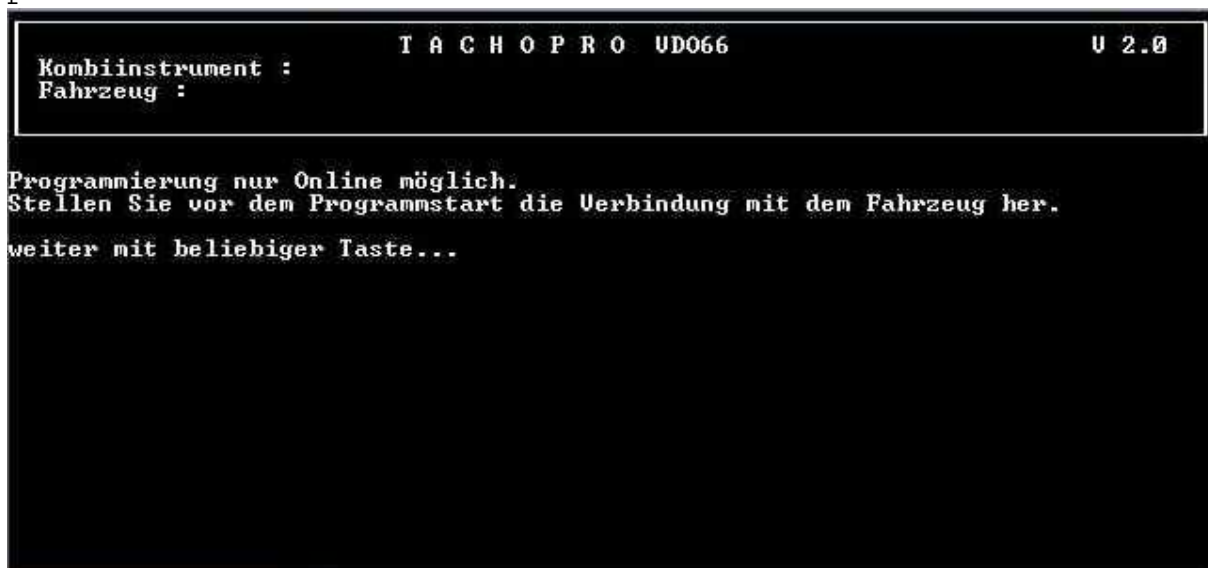 T A C H O P R O VDO66 V 2.0
Kombiinstrument :
Fahrzeug :
Programmierung nur Online möglich.
Stellen Sie vor dem Programmstart die Verbindung mit dem Fahrzeug her.
weiter mit beliebiger Taste...